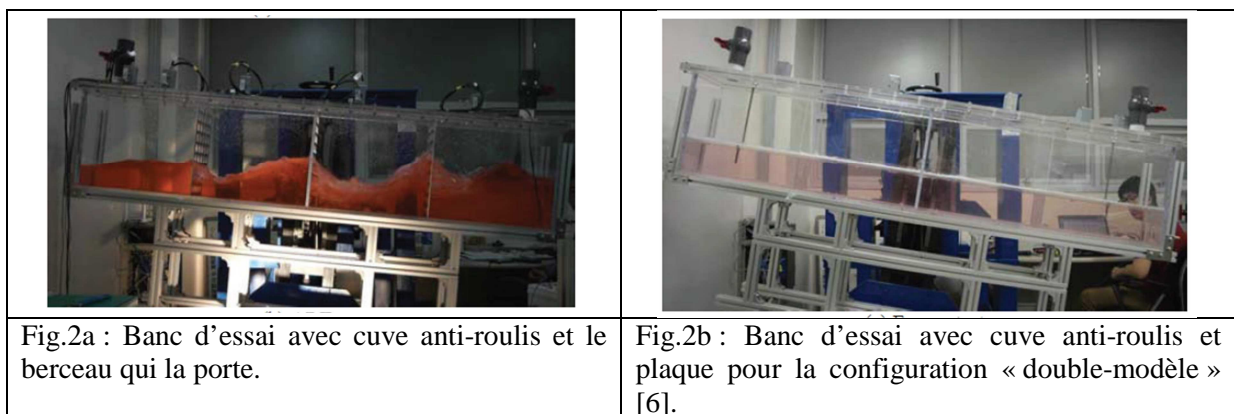 Fig.2a : Banc d'essai avec cuve anti-roulis et le
berceau qui la porte.
Fig.2b : Banc d'essai avec cuve anti-roulis et
plaque pour la configuration « double-modèle »
[6].